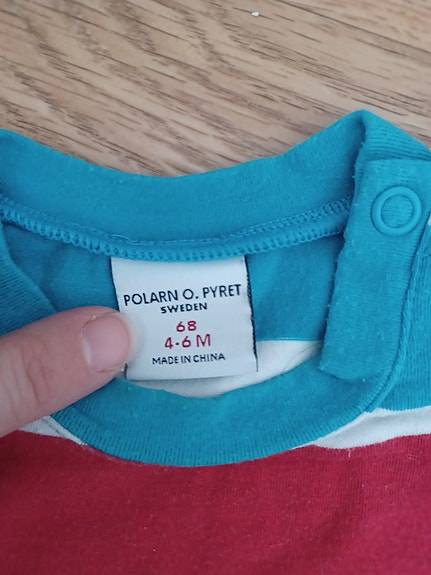 POLARN O. PYRET
SWEDEN
68
4-6 M
MADE IN CHINA